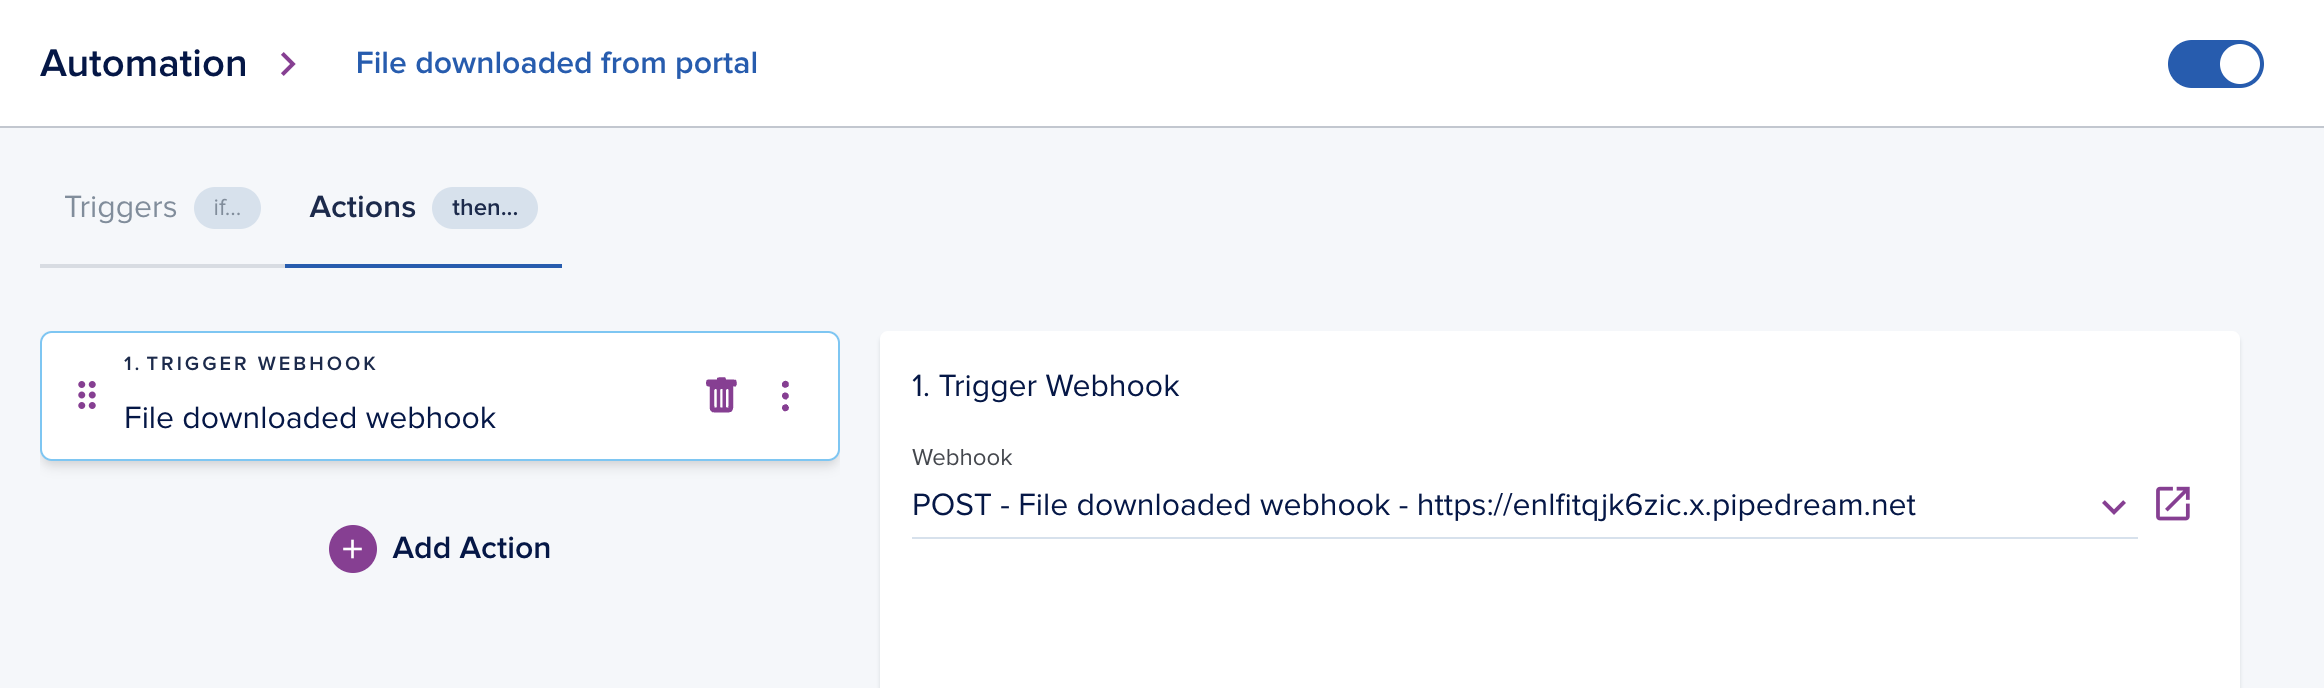 Automation
File downloaded from portal
Triggers if...
Actions then...
1. TRIGGER WEBHOOK
File downloaded webhook
Add Action
1. Trigger Webhook
Webhook
POST - File downloaded webhook - https://enlfitqjk6zic.x.pipedream.net